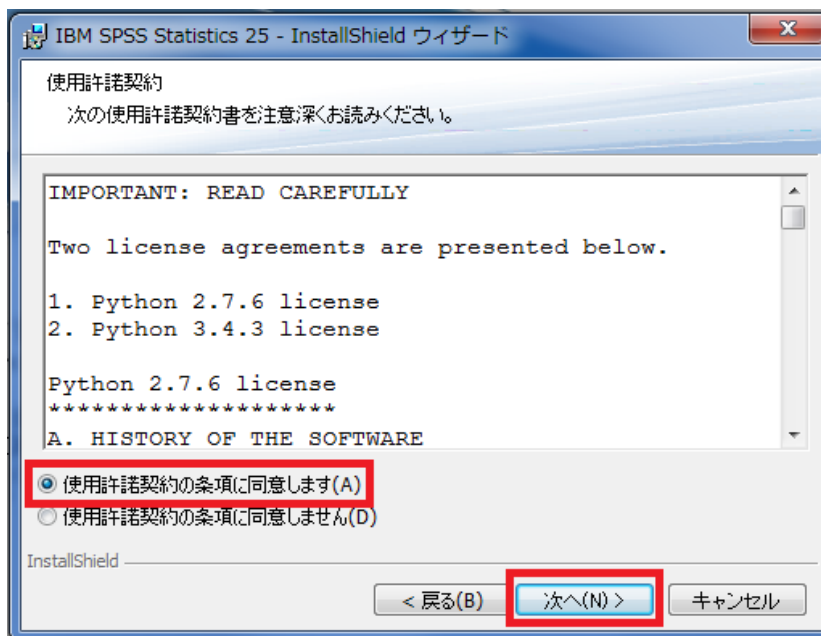 IBM SPSS Statistics 25 - InstallShield ウィザード
使用許諾契約
次の使用許諾契約書を注意深くお読みください。
IMPORTANT: READ CAREFULLY
Two license agreements are presented below.
1. Python 2.7.6 license
2. Python 3.4.3 license
Python 2.7.6 license
********************
A. HISTORY OF THE SOFTWARE
使用許諾契約の条項に同意します(A)
使用許諾契約の条項に同意しません(D)
InstallShield
< 戻る(B) 次へ(N) > キャンセル